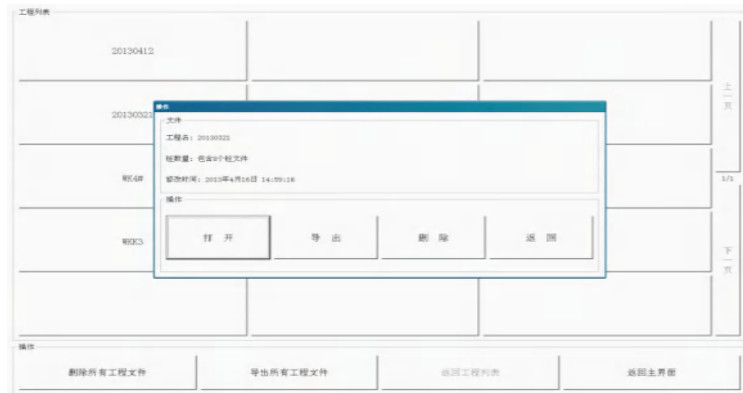 工程列表
20130412
20130321
上一页
操作
文件
工程名：20130321
桩数量：包含9个桩文件
修改时间：2013年4月16日 14:59:16
1/1
操作
打 开
导 出
删 除
返 回
下一页
操作
删除所有工程文件
导出所有工程文件
返回工程列表
返回主界面